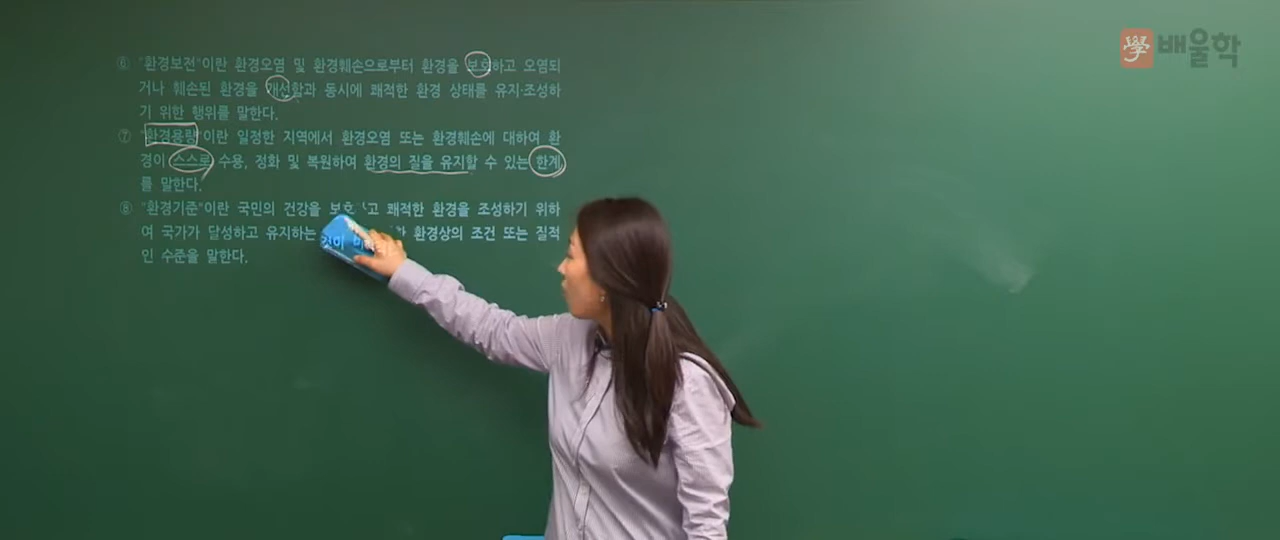 學 배울학
⑥ "환경보전"이란 환경오염 및 환경훼손으로부터 환경을 보호하고 오염되
거나 훼손된 환경을 개선함과 동시에 쾌적한 환경 상태를 유지·조성하
기 위한 행위를 말한다.
⑦ "환경용량"이란 일정한 지역에서 환경오염 또는 환경훼손에 대하여 환
경이 스스로 수용, 정화 및 복원하여 환경의 질을 유지할 수 있는 한계
를 말한다.
⑧ "환경기준"이란 국민의 건강을 보호 고 쾌적한 환경을 조성하기 위하
여 국가가 달성하고 유지하는 것이 환경상의 조건 또는 질적
인 수준을 말한다.